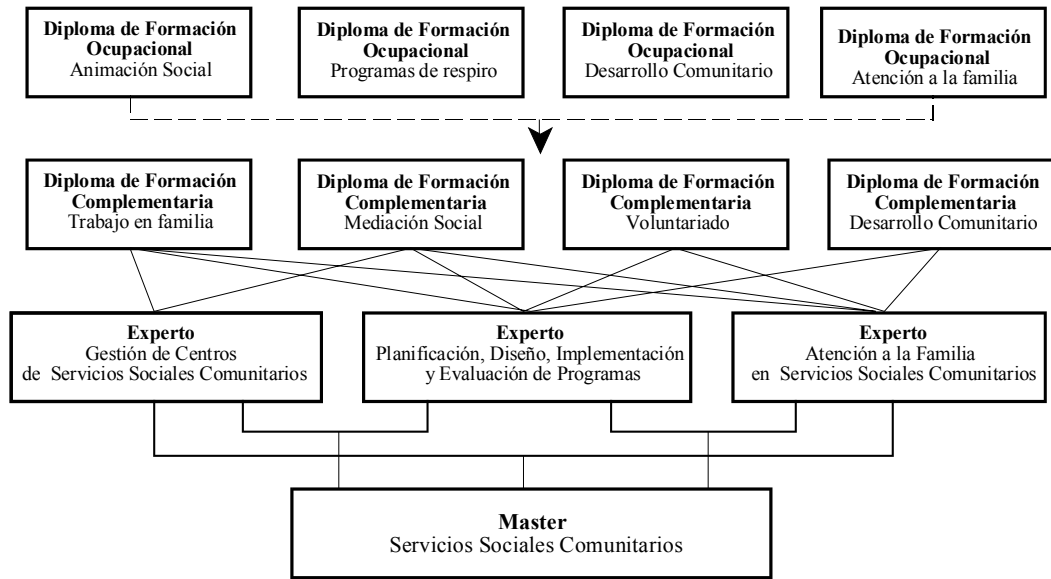 Diploma de Formación
Ocupacional
Animación Social
Diploma de Formación
Ocupacional
Programas de respiro
Diploma de Formación
Ocupacional
Desarrollo Comunitario
Diploma de Formación
Ocupacional
Atención a la familia
Diploma de Formación
Complementaria
Trabajo en familia
Diploma de Formación
Complementaria
Mediación Social
Diploma de Formación
Complementaria
Voluntariado
Diploma de Formación
Complementaria
Desarrollo Comunitario
Experto
Gestión de Centros
de Servicios Sociales Comunitarios
Experto
Planificación, Diseño, Implementación
y Evaluación de Programas
Experto
Atención a la Familia
en Servicios Sociales Comunitarios
Master
Servicios Sociales Comunitarios